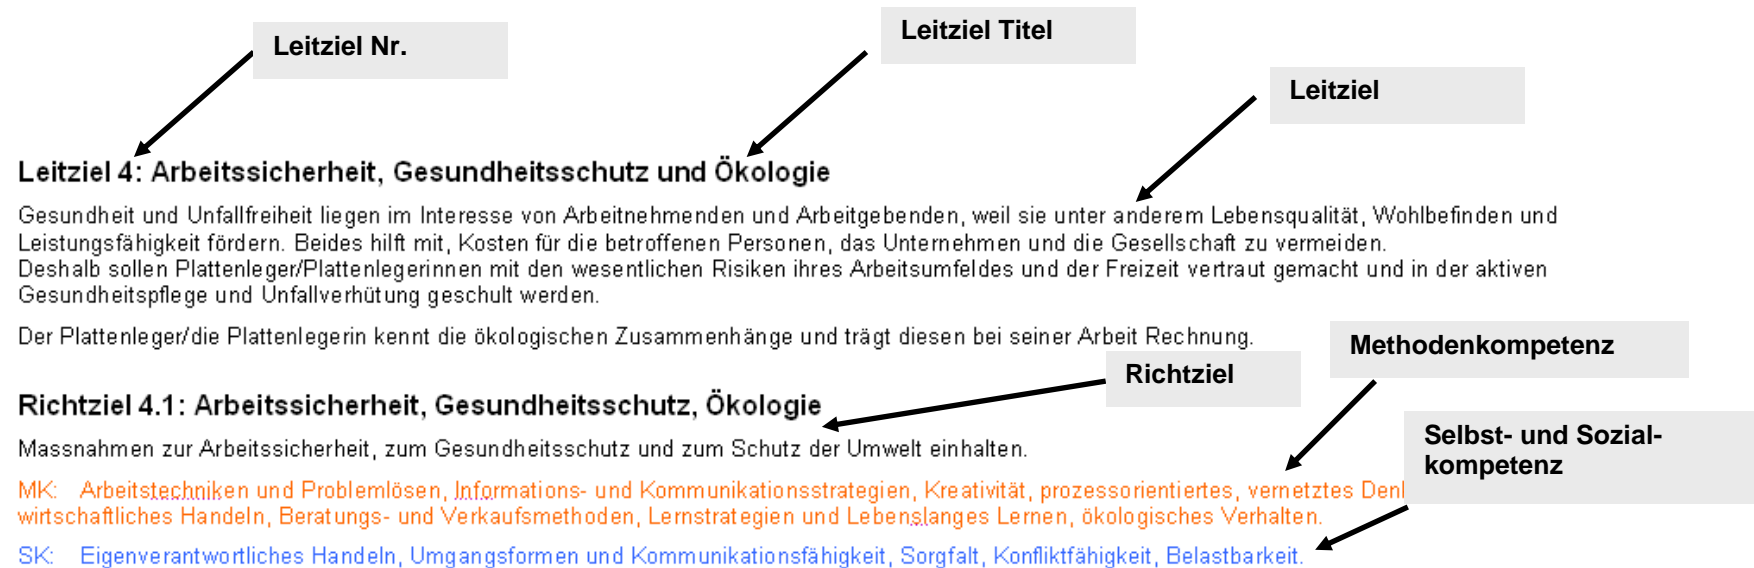 Leitziel Nr.
Leitziel Titel
Leitziel
Leitziel 4: Arbeitssicherheit, Gesundheitsschutz und Ökologie
Gesundheit und Unfallfreiheit liegen im Interesse von Arbeitnehmenden und Arbeitgebenden, weil sie unter anderem Lebensqualität, Wohlbefinden und
Leistungsfähigkeit fördern. Beides hilft mit, Kosten für die betroffenen Personen, das Unternehmen und die Gesellschaft zu vermeiden.
Deshalb sollen Plattenleger/Plattenlegerinnen mit den wesentlichen Risiken ihres Arbeitsumfeldes und der Freizeit vertraut gemacht und in der aktiven
Gesundheitspflege und Unfallverhütung geschult werden.
Der Plattenleger/die Plattenlegerin kennt die ökologischen Zusammenhänge und trägt diesen bei seiner Arbeit Rechnung.
Methodenkompetenz
Richtziel
Richtziel 4.1: Arbeitssicherheit, Gesundheitsschutz, Ökologie
Selbst- und Sozial-
kompetenz
Massnahmen zur Arbeitssicherheit, zum Gesundheitsschutz und zum Schutz der Umwelt einhalten.
MK: Arbeitstechniken und Problemlösen, Informations- und Kommunikationsstrategien, Kreativität, prozessorientiertes, vernetztes
wirtschaftliches Handeln, Beratungs- und Verkaufsmethoden, Lernstrategien und Lebenslanges Lernen, ökologisches Verhalten.
SK: Eigenverantwortliches Handeln, Umgangsformen und Kommunikationsfähigkeit, Sorgfalt, Konfliktfähigkeit, Belastbarkeit.